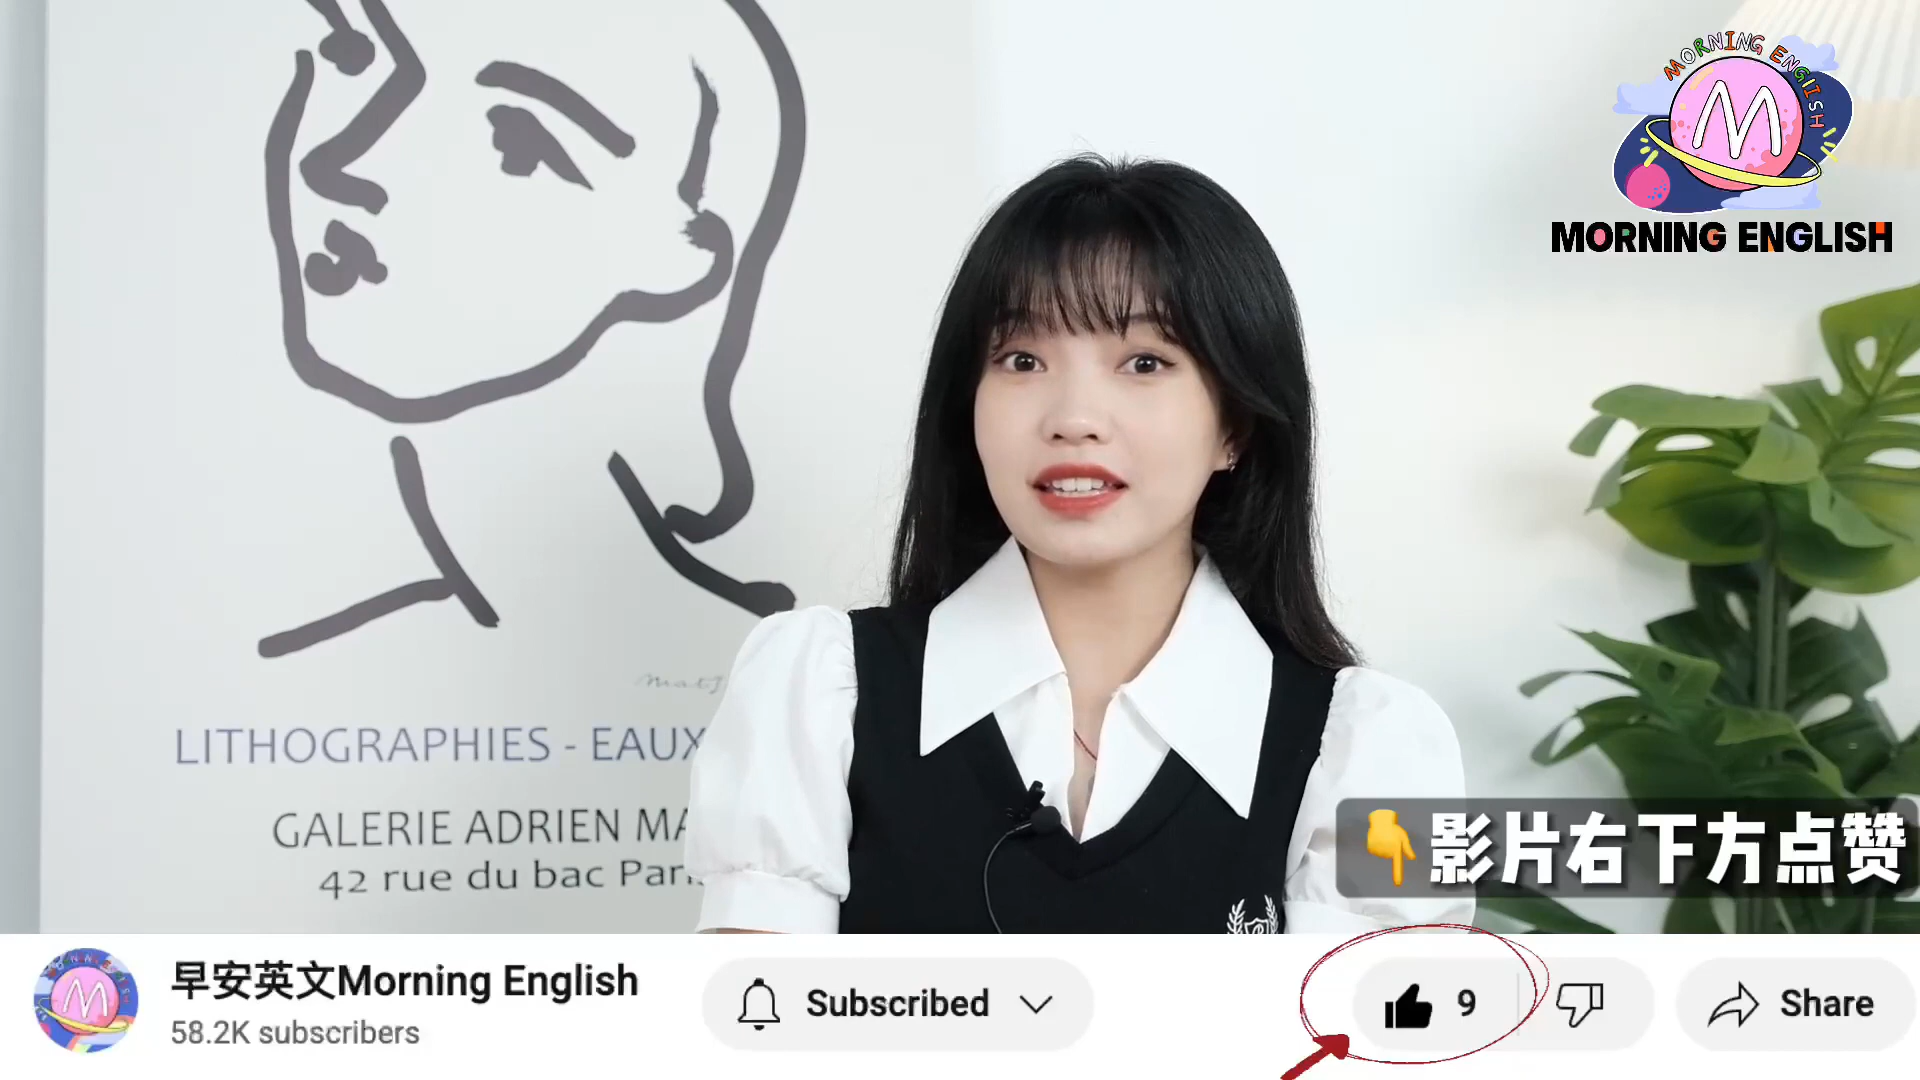 MORNING ENGLISH
M
MORNING ENGLISH
LITHOGRAPHIES - EAUX
GALERIE ADRIEN MA
42 rue du bac Paris
👇影片右下方点赞
早安英文Morning English
58.2K subscribers
Subscribed
9
Share